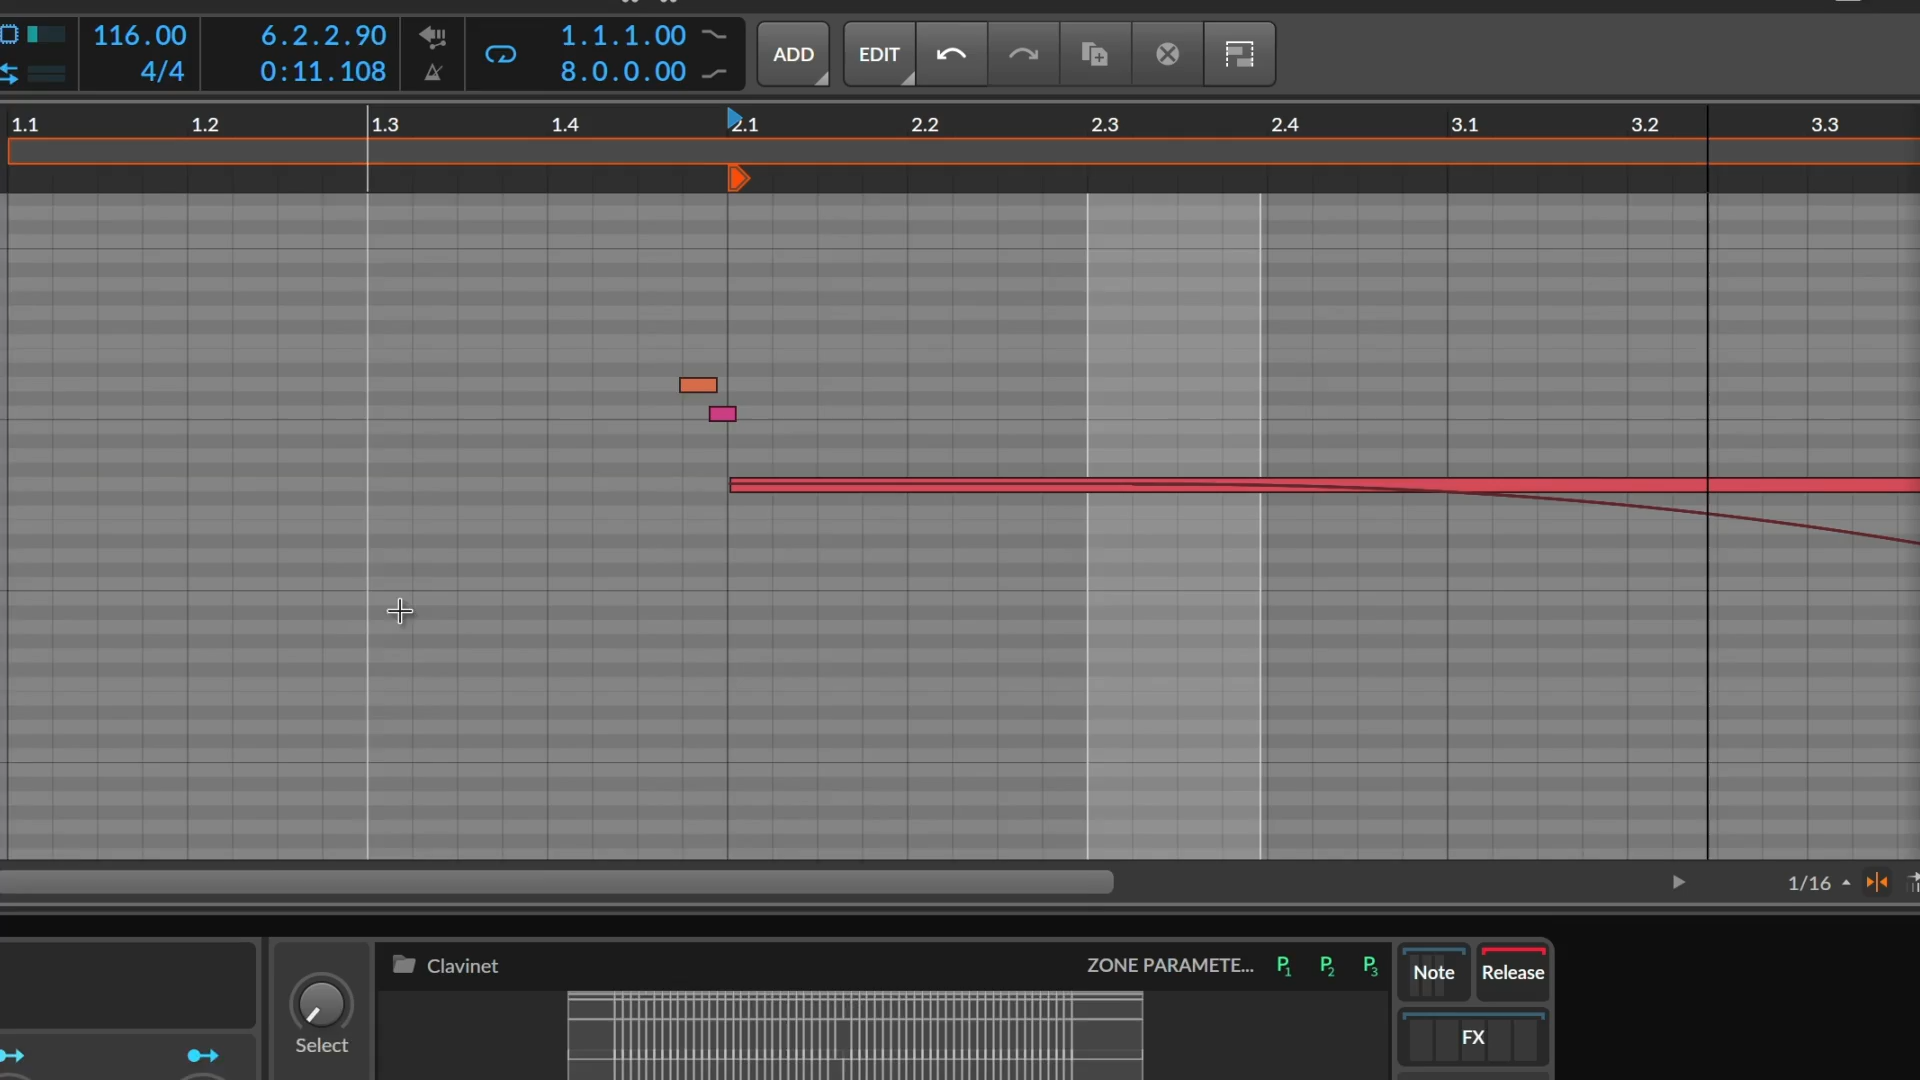 116.00 6.2.2.90 1.1.1.00 ADD EDIT
4/4 0:11.108 8.0.0.00
1.1 1.2 1.3 1.4 2.1 2.2 2.3 2.4 3.1 3.2 3.3
1/16
Clavinet ZONE PARAMETE... P1 P2 P3 Note Release
FX
Select